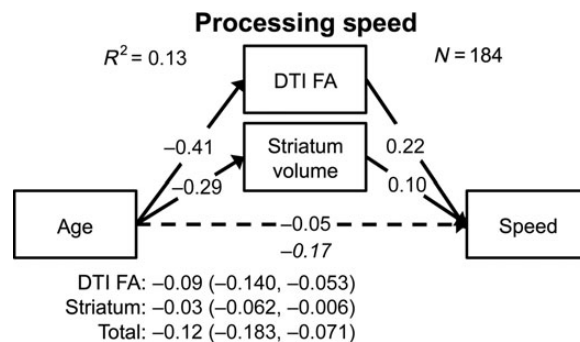 Processing speed
R² = 0.13
N = 184
DTI FA
–0.41
0.22
Striatum
volume
–0.29
0.10
Age
–0.05
Speed
–0.17
DTI FA: –0.09 (–0.140, –0.053)
Striatum: –0.03 (–0.062, –0.006)
Total: –0.12 (–0.183, –0.071)